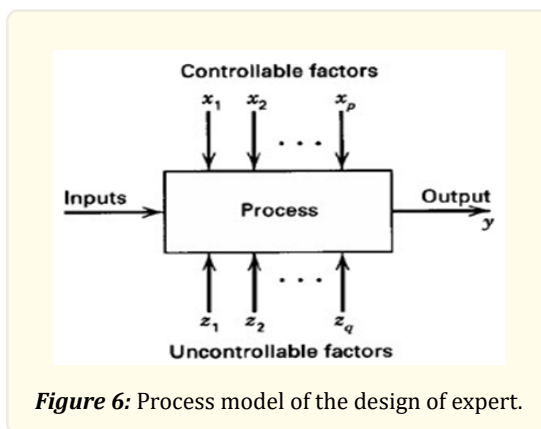 Controllable factors
x1 x2 xp
. . .
Inputs
Process
Output
y
. . .
z1 z2 zq
Uncontrollable factors
Figure 6: Process model of the design of expert.